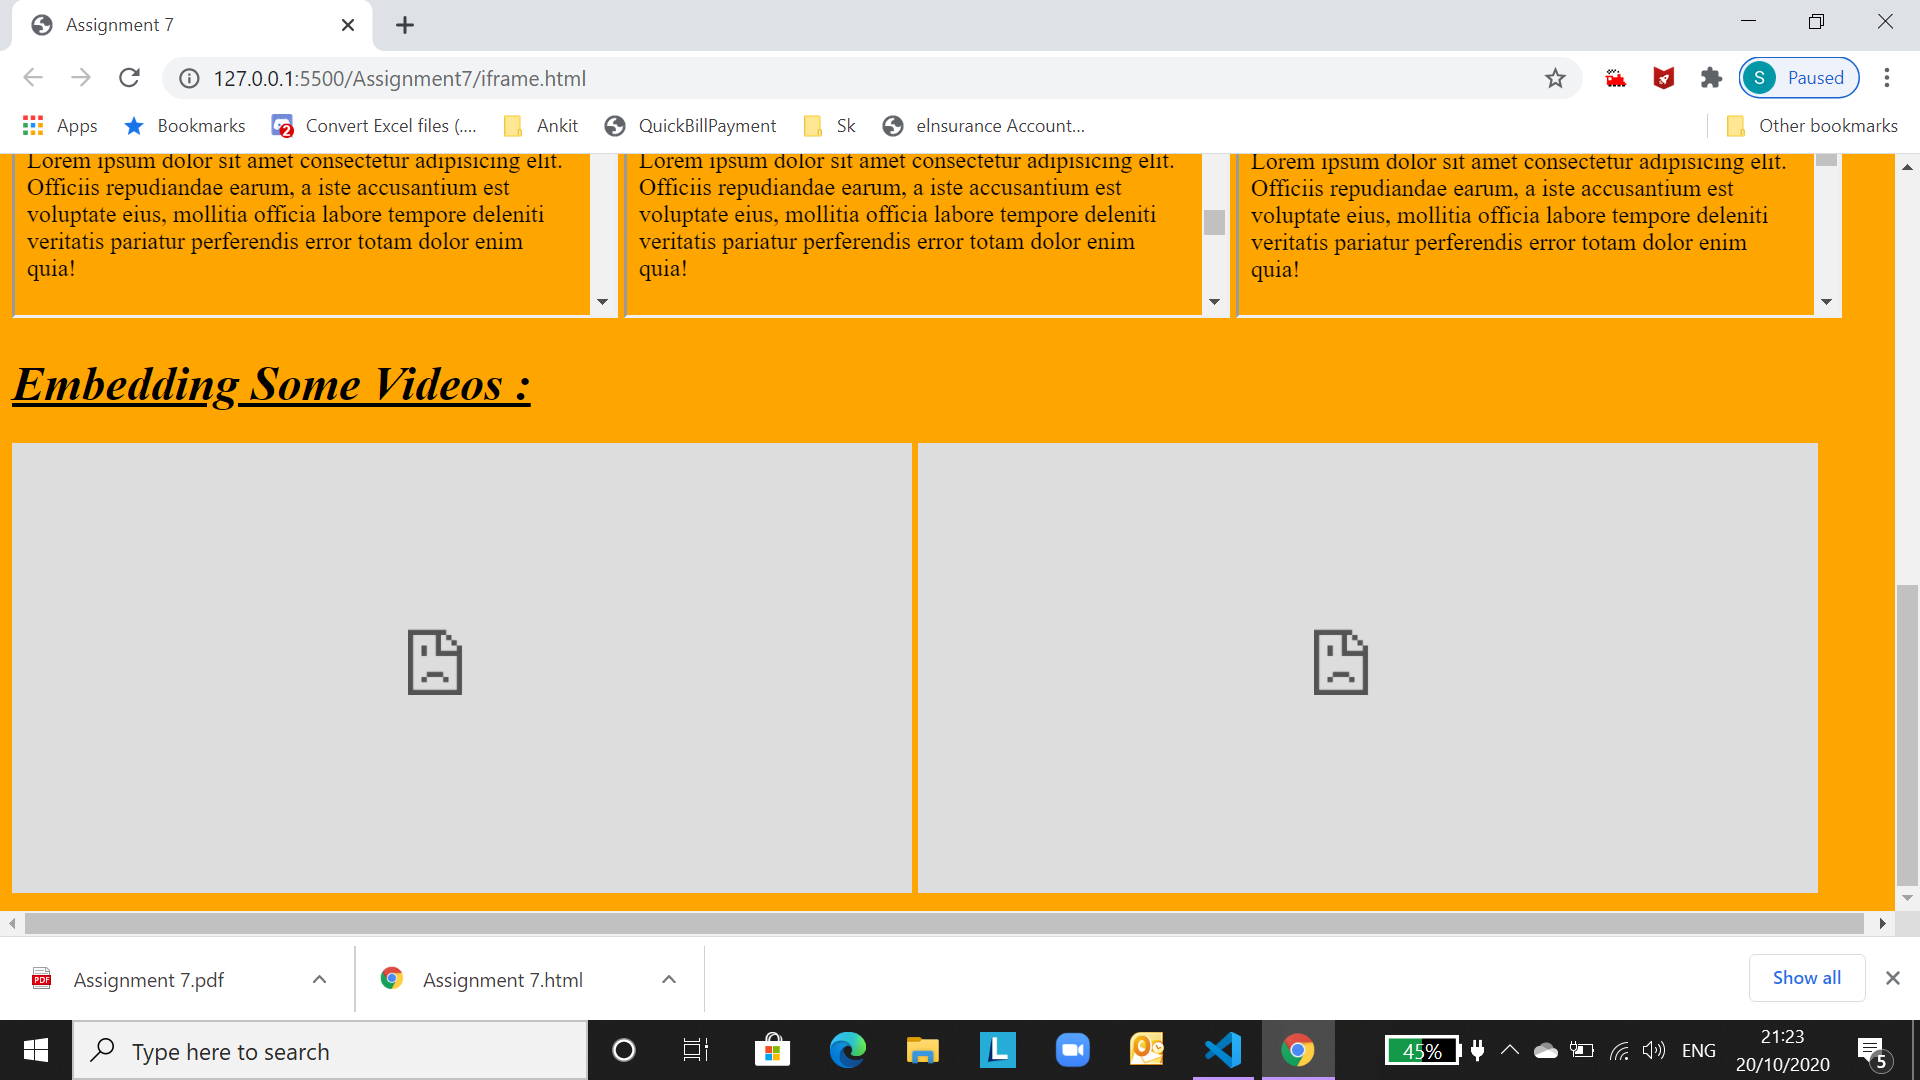 Assignment 7
127.0.0.1:5500/Assignment7/iframe.html
S Paused
Apps Bookmarks 2 Convert Excel files (.... Ankit QuickBillPayment Sk eInsurance Account... Other bookmarks
Lorem ipsum dolor sit amet consectetur adipisicing elit.
Officiis repudiandae earum, a iste accusantium est
voluptate eius, mollitia officia labore tempore deleniti
veritatis pariatur perferendis error totam dolor enim
quia!
Lorem ipsum dolor sit amet consectetur adipisicing elit.
Officiis repudiandae earum, a iste accusantium est
voluptate eius, mollitia officia labore tempore deleniti
veritatis pariatur perferendis error totam dolor enim
quia!
Lorem ipsum dolor sit amet consectetur adipisicing elit.
Officiis repudiandae earum, a iste accusantium est
voluptate eius, mollitia officia labore tempore deleniti
veritatis pariatur perferendis error totam dolor enim
quia!
Embedding Some Videos :
PDF Assignment 7.pdf Assignment 7.html Show all
Type here to search L O 45% ENG 21:23
20/10/2020 5